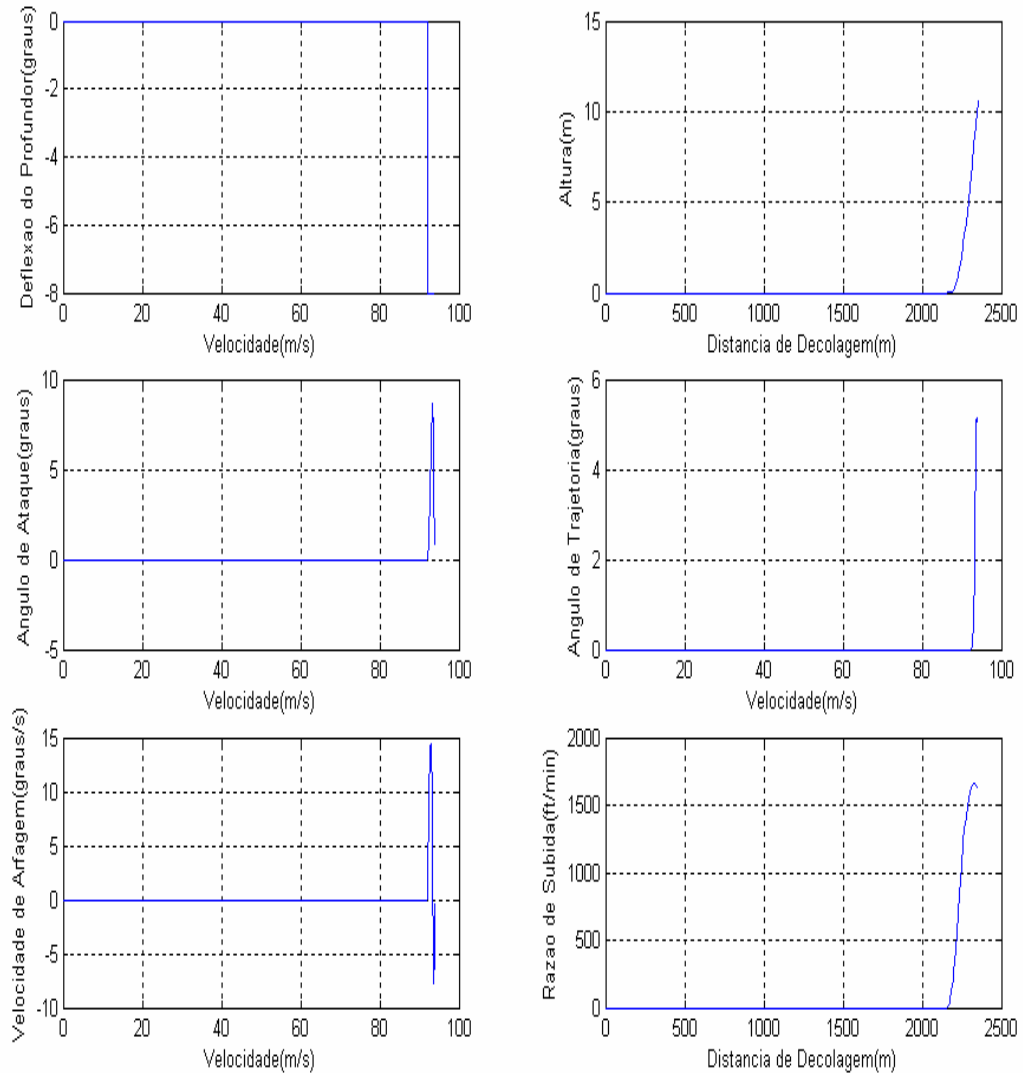 Deflexao do Profundor(graus)
0
-2
-4
-6
-8
0 20 40 60 80 100
Velocidade(m/s)
Altura(m)
15
10
5
0
0 500 1000 1500 2000 2500
Distancia de Decolagem(m)
Angulo de Ataque(graus)
10
5
0
-5
0 20 40 60 80 100
Velocidade(m/s)
Angulo de Trajetoria(graus)
6
4
2
0
0 20 40 60 80 100
Velocidade(m/s)
Velocidade de Arfagem(graus/s)
15
10
5
0
-5
-10
0 20 40 60 80 100
Velocidade(m/s)
Razao de Subida(ft/min)
2000
1500
1000
500
0
0 500 1000 1500 2000 2500
Distancia de Decolagem(m)